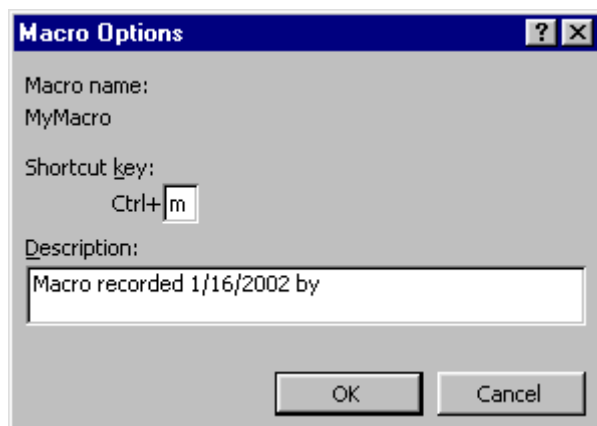 Macro Options
Macro name:
MyMacro
Shortcut key:
Ctrl+ m
Description:
Macro recorded 1/16/2002 by
OK Cancel